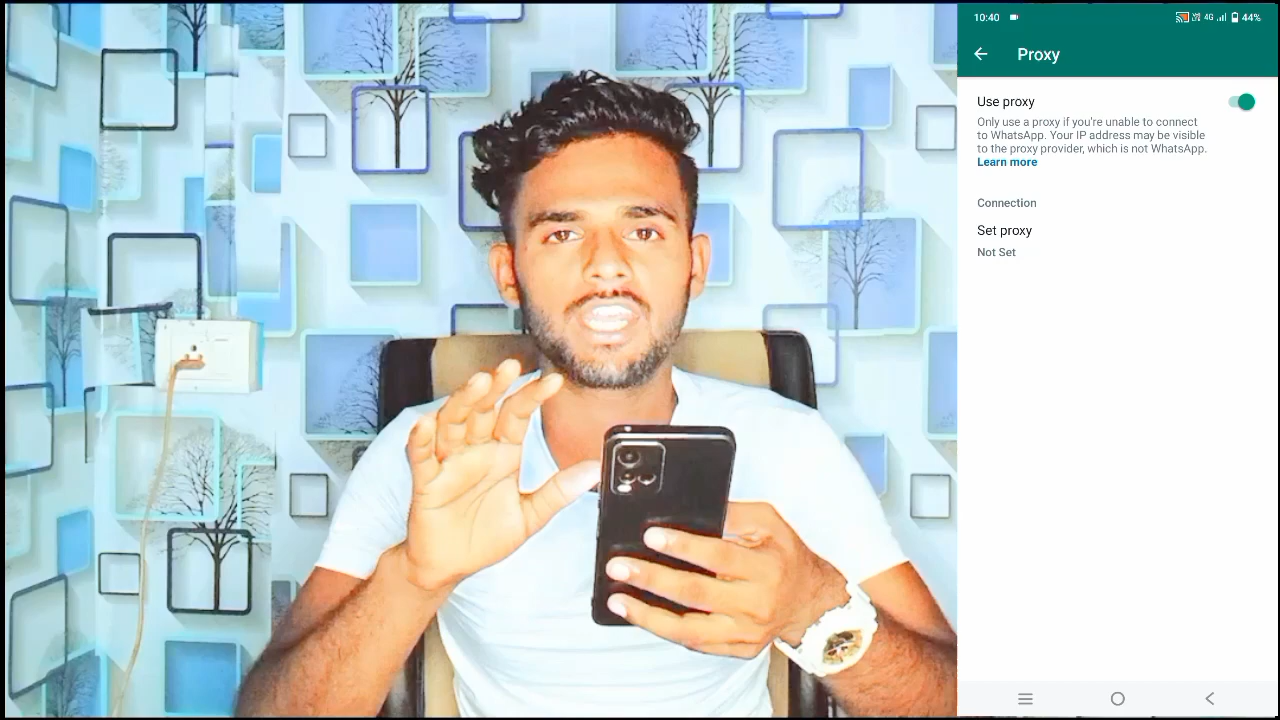 10:40
4G
44%
Proxy
Use proxy
Only use a proxy if you're unable to connect
to WhatsApp. Your IP address may be visible
to the proxy provider, which is not WhatsApp.
Learn more
Connection
Set proxy
Not Set